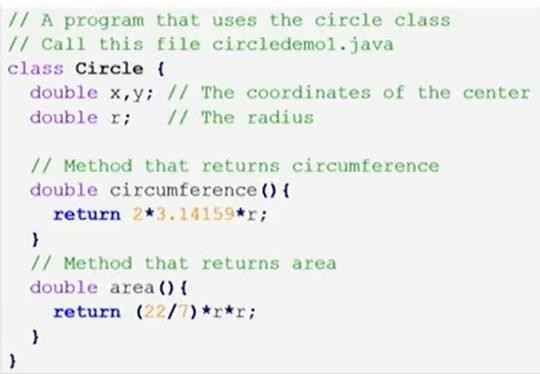 // A program that uses the circle class
// Call this file circledemo1.java
class Circle {
  double x,y; // The coordinates of the center
  double r;   // The radius

  // Method that returns circumference
  double circumference(){
    return 2*3.14159*r;
  }
  // Method that returns area
  double area(){
    return (22/7)*r*r;
  }
}